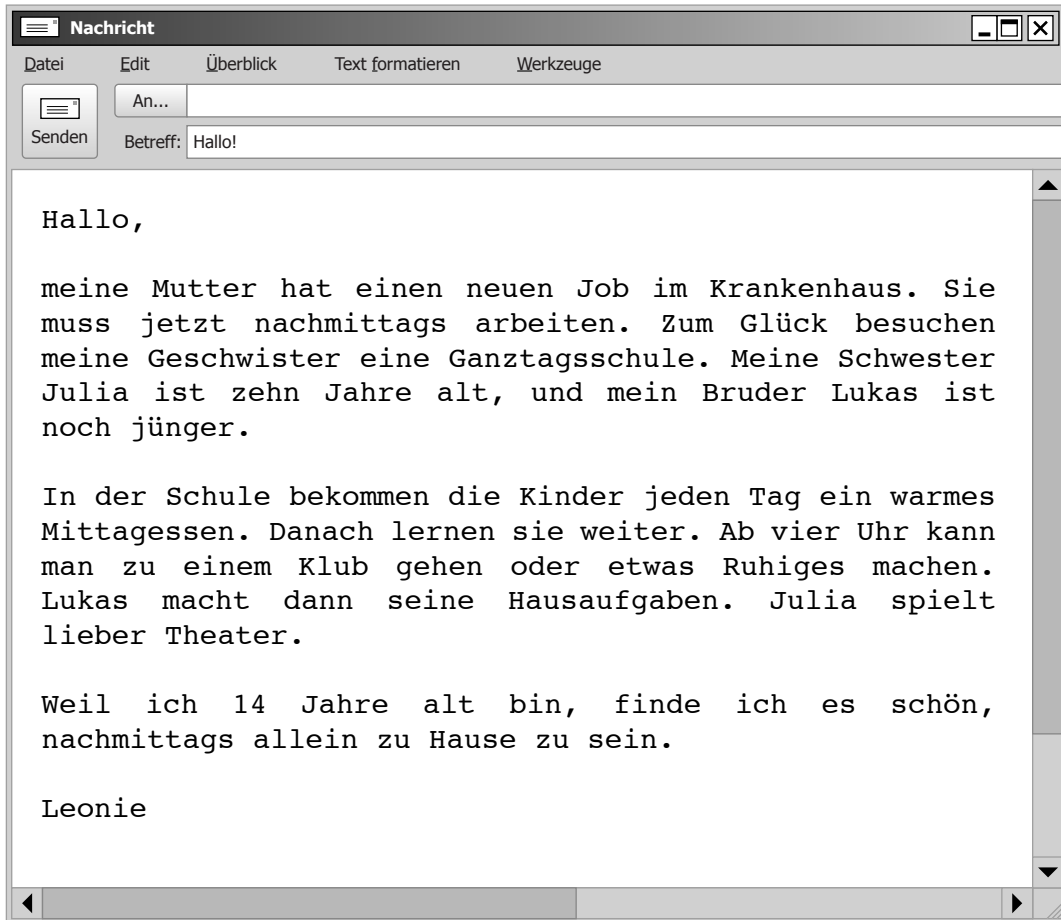 Nachricht
Datei Edit Überblick Text formatieren Werkzeuge
An...
Senden
Betreff: Hallo!
Hallo,
meine Mutter hat einen neuen Job im Krankenhaus. Sie
muss jetzt nachmittags arbeiten. Zum Glück besuchen
meine Geschwister eine Ganztagsschule. Meine Schwester
Julia ist zehn Jahre alt, und mein Bruder Lukas ist
noch jünger.
In der Schule bekommen die Kinder jeden Tag ein warmes
Mittagessen. Danach lernen sie weiter. Ab vier Uhr kann
man zu einem Klub gehen oder etwas Ruhiges machen.
Lukas macht dann seine Hausaufgaben. Julia spielt
lieber Theater.
Weil ich 14 Jahre alt bin, finde ich es schön,
nachmittags allein zu Hause zu sein.
Leonie